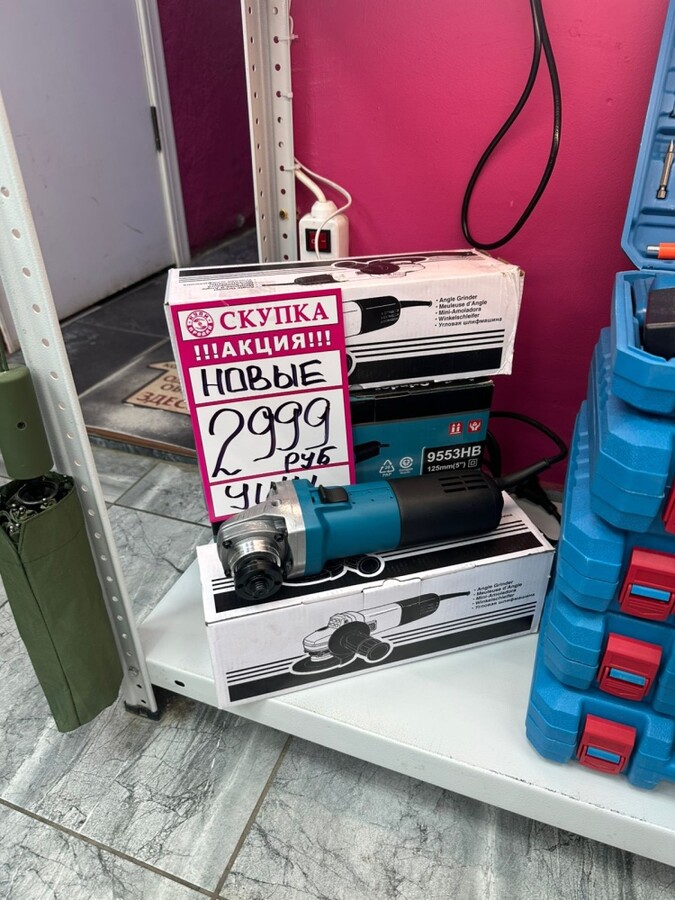 СКУПКА
!!!АКЦИЯ!!!
НОВЫЕ
2999
РУБ
• Angle Grinder
• Meuleuse d'Angle
• Mini-Amoladora
• Winkelschleifer
• Угловая шлифмашина
9553HB
125mm(5")
• Angle Grinder
• Meuleuse d'Angle
• Mini-Amoladora
• Winkelschleifer
• Угловая шлифмашина